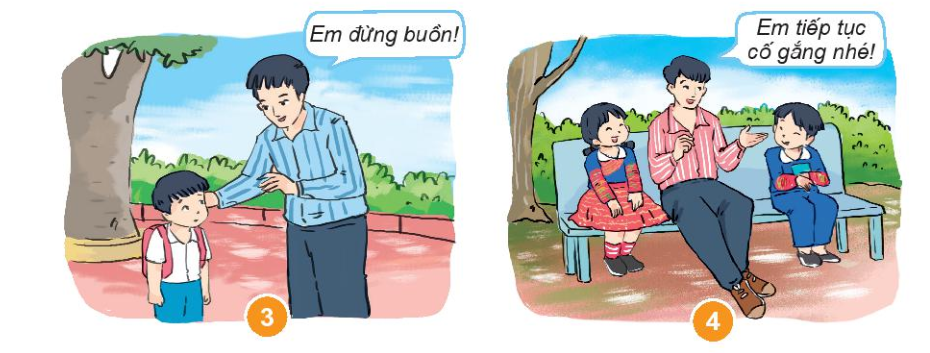 Em đừng buồn!
Em tiếp tục
cố gắng nhé!
3
4